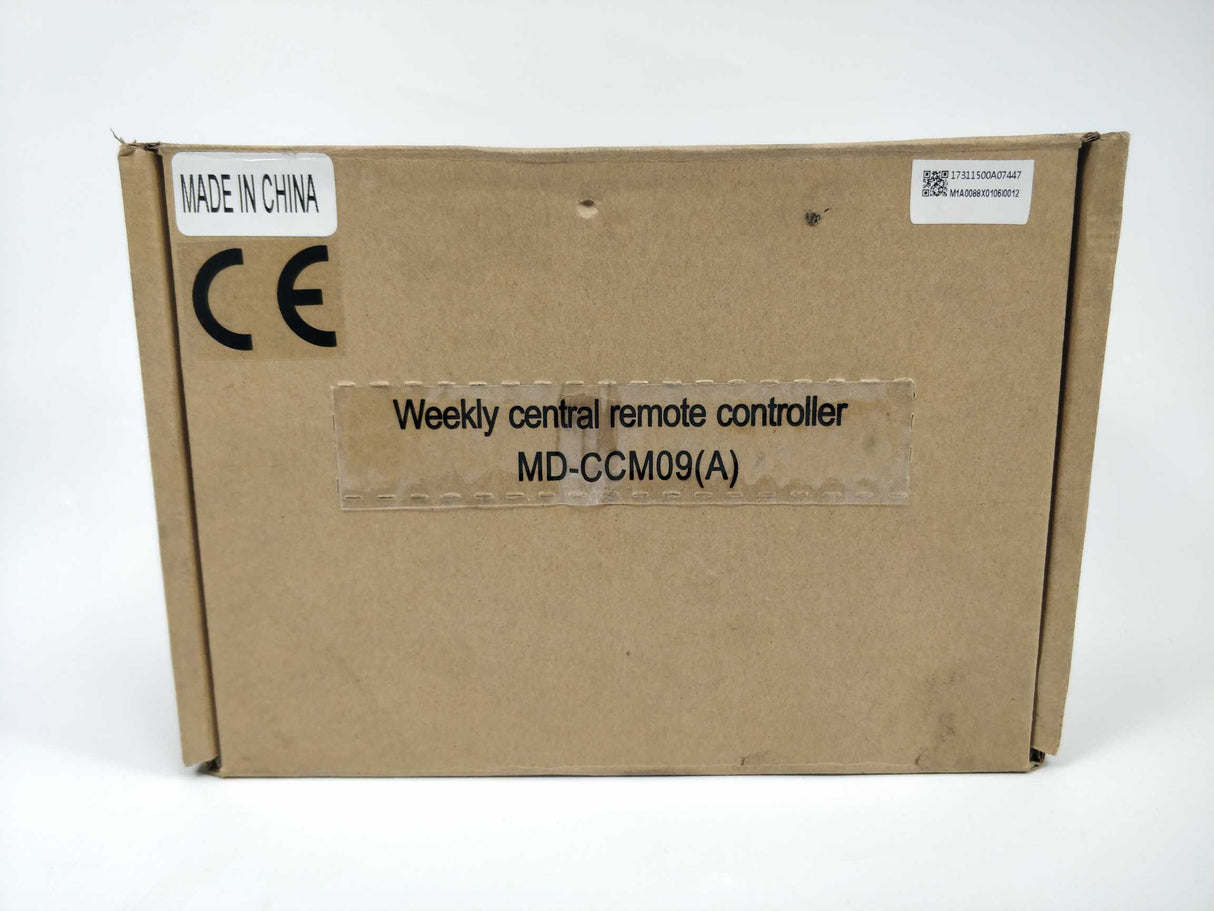 MADE IN CHINA
17311500A07447
M1A0088X0106I0012
CE
Weekly central remote controller
MD-CCM09(A)